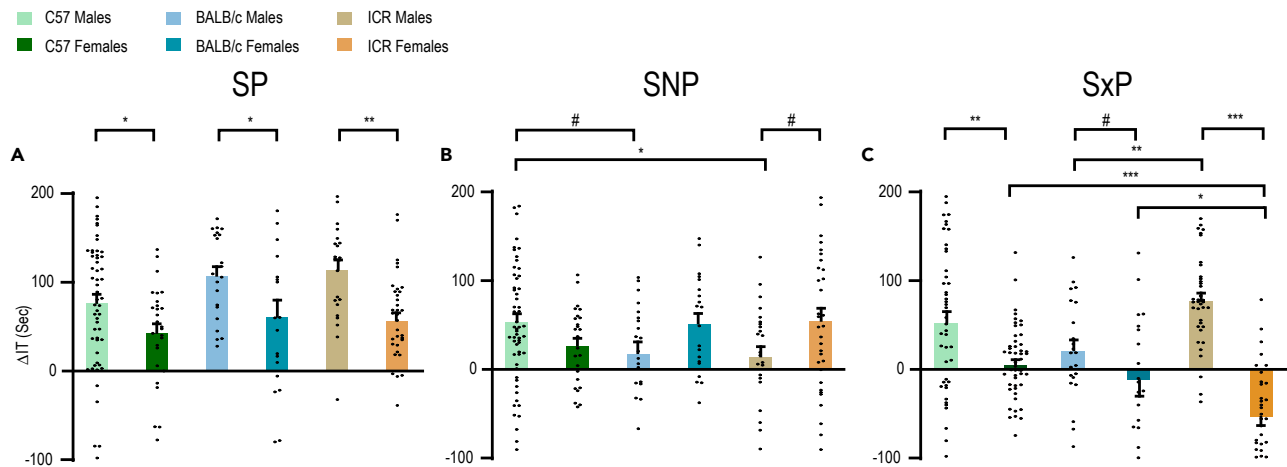 C57 Males BALB/c Males ICR Males
C57 Females BALB/c Females ICR Females
SP SNP SxP
* * ** # # ** # ***
A B * C **
***
*
200 200 200
100 100 100
ΔIT (Sec)
0 0 0
-100 -100 -100